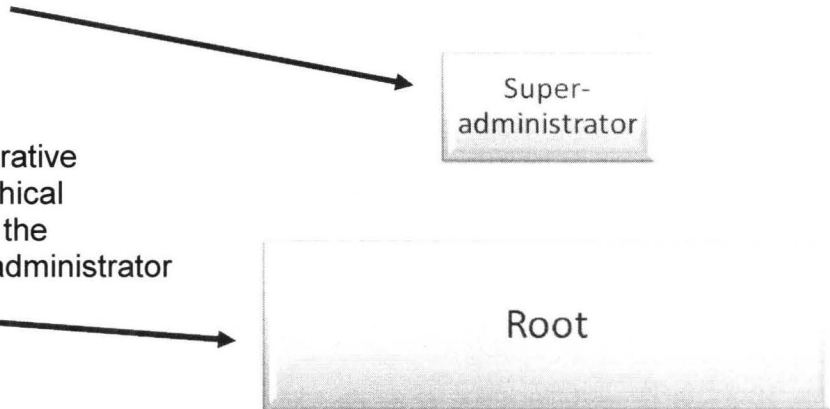 Super-
administrator
rative
hical
the
administrator
Root